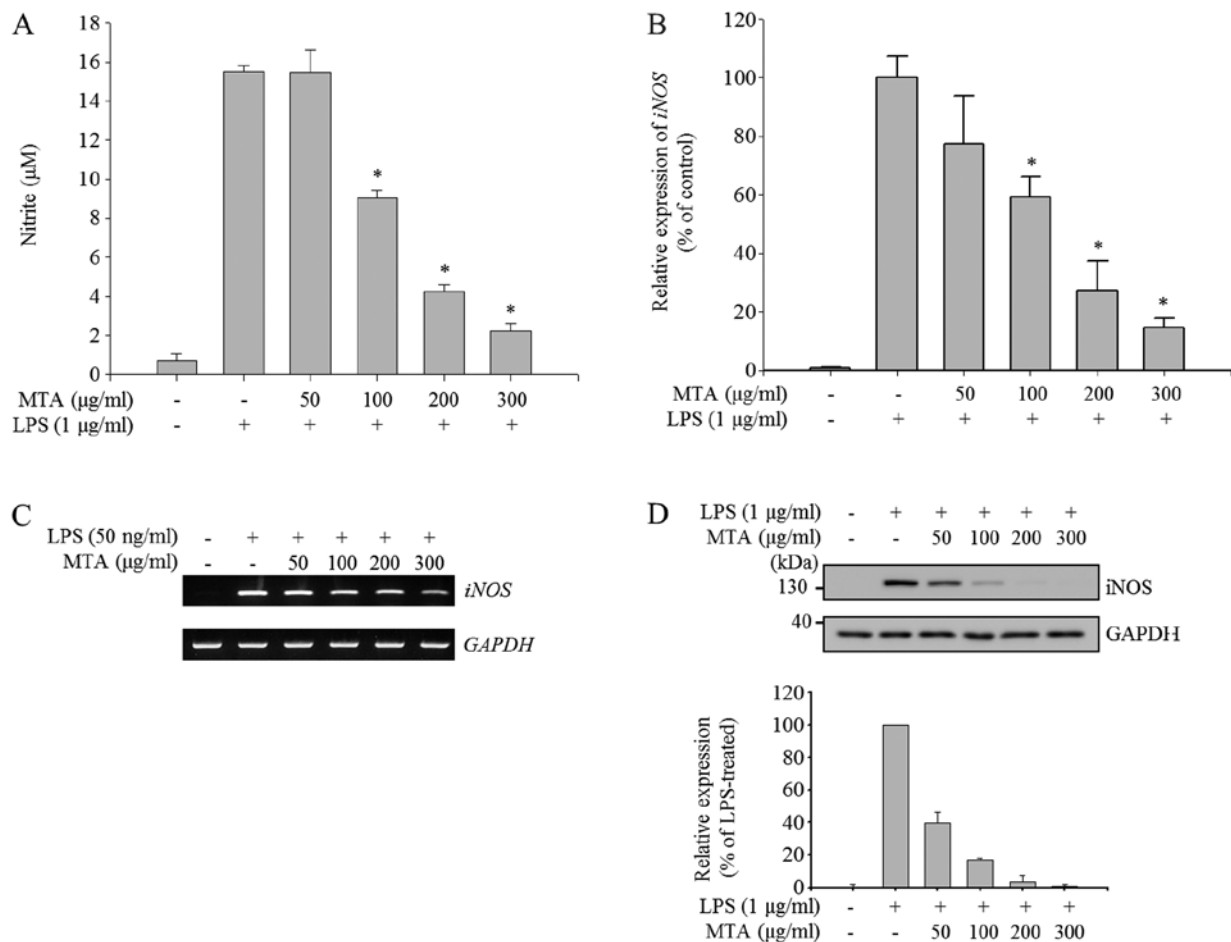 A
Nitrite (μM)
18
16
14
12
10
8
6
4
2
0
*
*
*
MTA (μg/ml) - - 50 100 200 300
LPS (1 μg/ml) - + + + + +
B
Relative expression of iNOS
(% of control)
120
100
80
60
40
20
0
*
*
*
MTA (μg/ml) - - 50 100 200 300
LPS (1 μg/ml) - + + + + +
C
LPS (50 ng/ml) - + + + + +
MTA (μg/ml) - - 50 100 200 300
iNOS
GAPDH
D
LPS (1 μg/ml) - + + + + +
MTA (μg/ml) - - 50 100 200 300
(kDa)
130
iNOS
40
GAPDH
Relative expression
(% of LPS-treated)
120
100
80
60
40
20
0
LPS (1 μg/ml) - + + + + +
MTA (μg/ml) - - 50 100 200 300